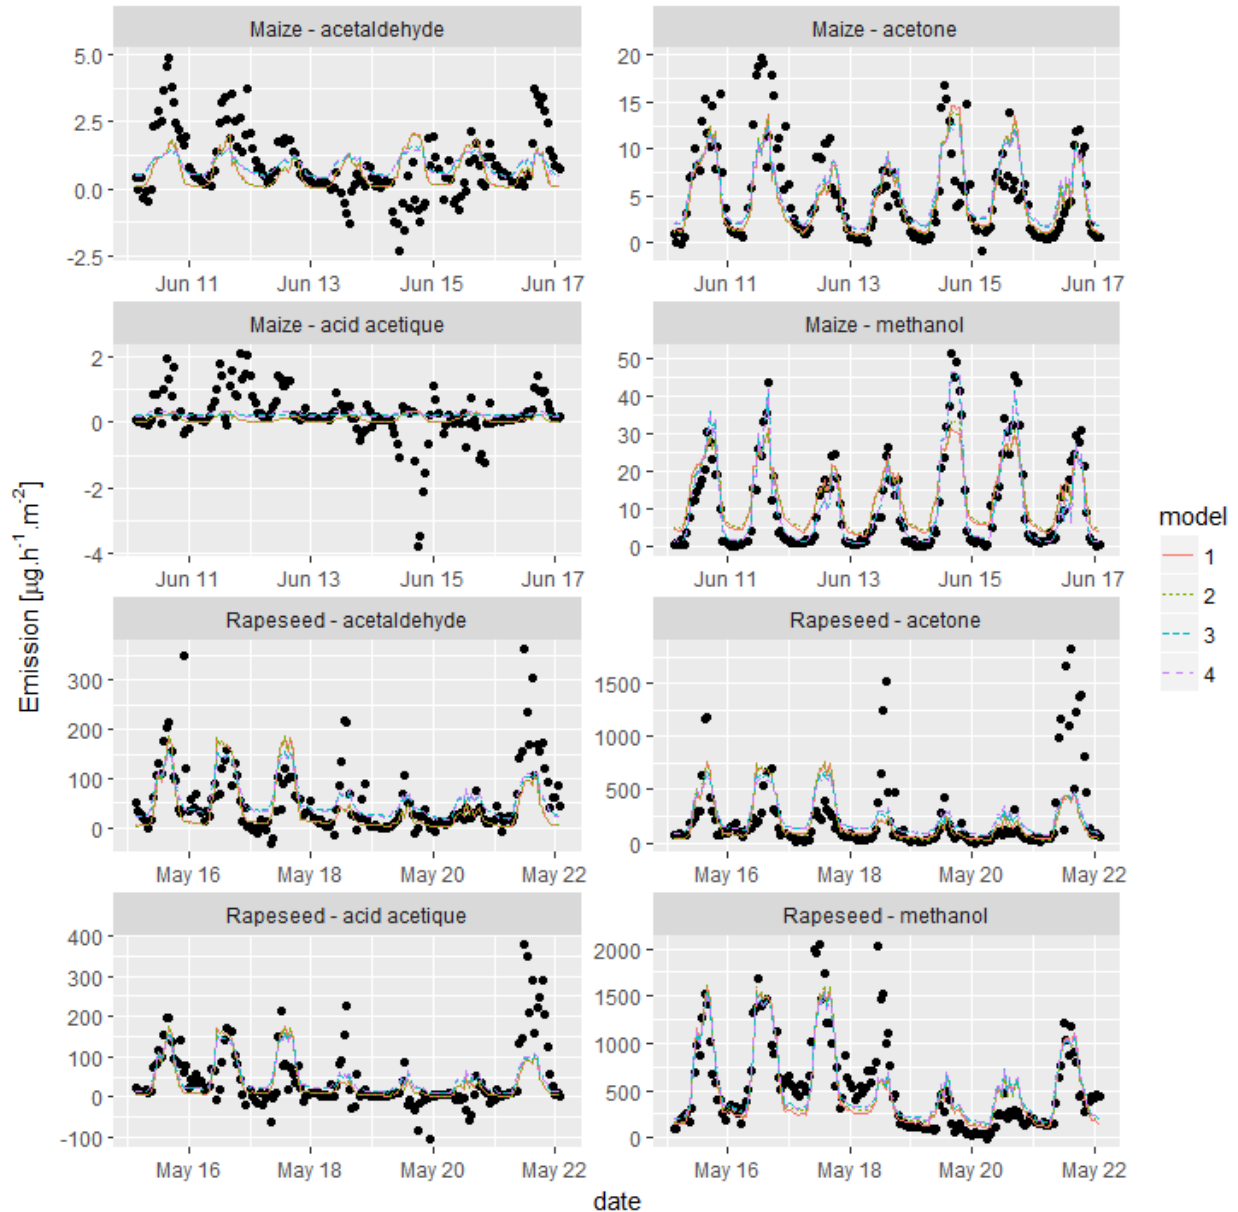 Maize - acetaldehyde
5.0
2.5
0.0
-2.5
Jun 11 Jun 13 Jun 15 Jun 17
Maize - acetone
20
15
10
5
0
Jun 11 Jun 13 Jun 15 Jun 17
Maize - acid acetique
2
0
-2
-4
Jun 11 Jun 13 Jun 15 Jun 17
Maize - methanol
50
40
30
20
10
0
Jun 11 Jun 13 Jun 15 Jun 17
Rapeseed - acetaldehyde
300
200
100
0
May 16 May 18 May 20 May 22
Rapeseed - acetone
1500
1000
500
0
May 16 May 18 May 20 May 22
Rapeseed - acid acetique
400
300
200
100
0
-100
May 16 May 18 May 20 May 22
Rapeseed - methanol
2000
1500
1000
500
0
May 16 May 18 May 20 May 22
Emission [µg.h⁻¹ .m⁻²]
date
model
1
2
3
4